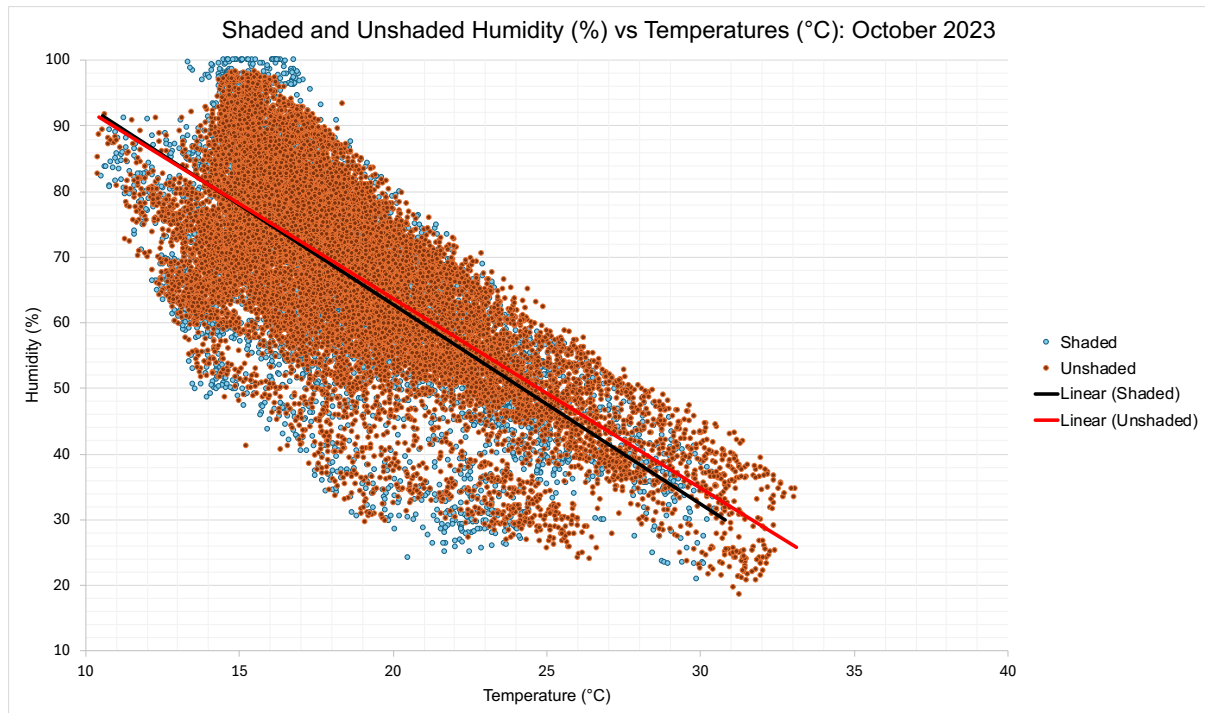 Shaded and Unshaded Humidity (%) vs Temperatures (°C): October 2023
100
90
80
70
60
50
40
30
20
10
Humidity (%)
10 15 20 25 30 35 40
Temperature (°C)
Shaded
Unshaded
Linear (Shaded)
Linear (Unshaded)